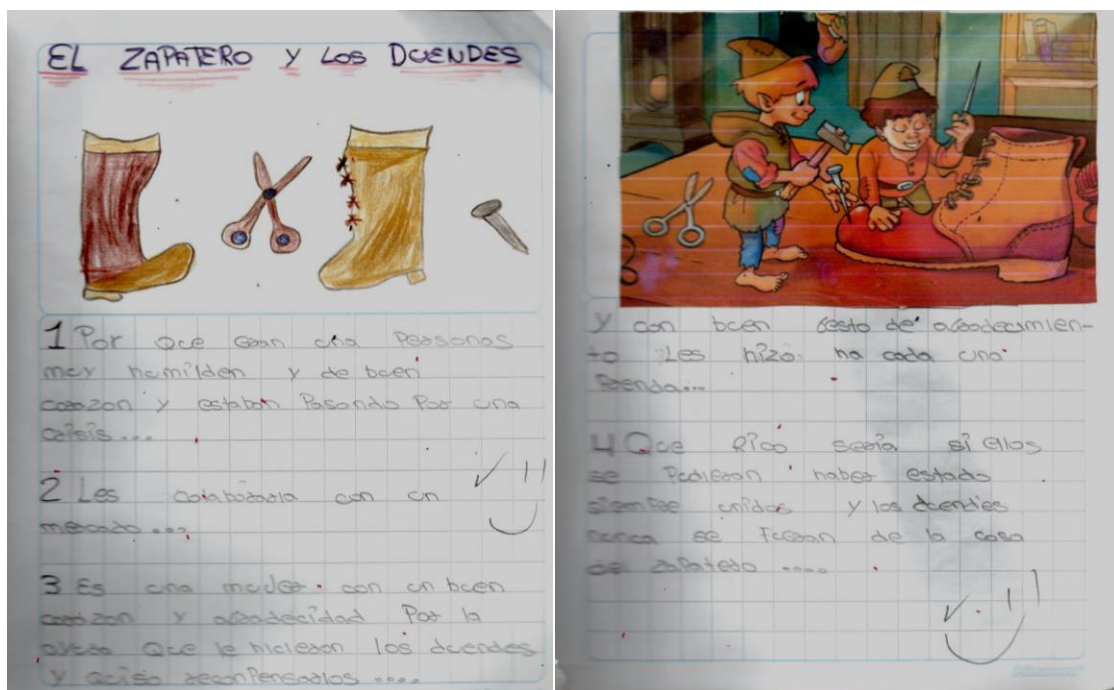 EL ZAPATERO Y LOS DUENDES
1 Por que eran una personas
muy humilden y de buen
corazon y estaban Pasando Por una
crisis...
2 Les colaboraria con un
mercado....
3 Es una mujer con un buen
corazon y agradecidad Por la
ayuda Que le hicieron los duendes
y quiso reconpensarlos ....
y con buen Gesto de agradecimien-
to Les hizo ha cada uno
Prenda...
4 Que Rico seria si ellos
se Pudieran haber estado
siempre unidos y los duendes
nunca se Fueran de la casa
del zapatero ....